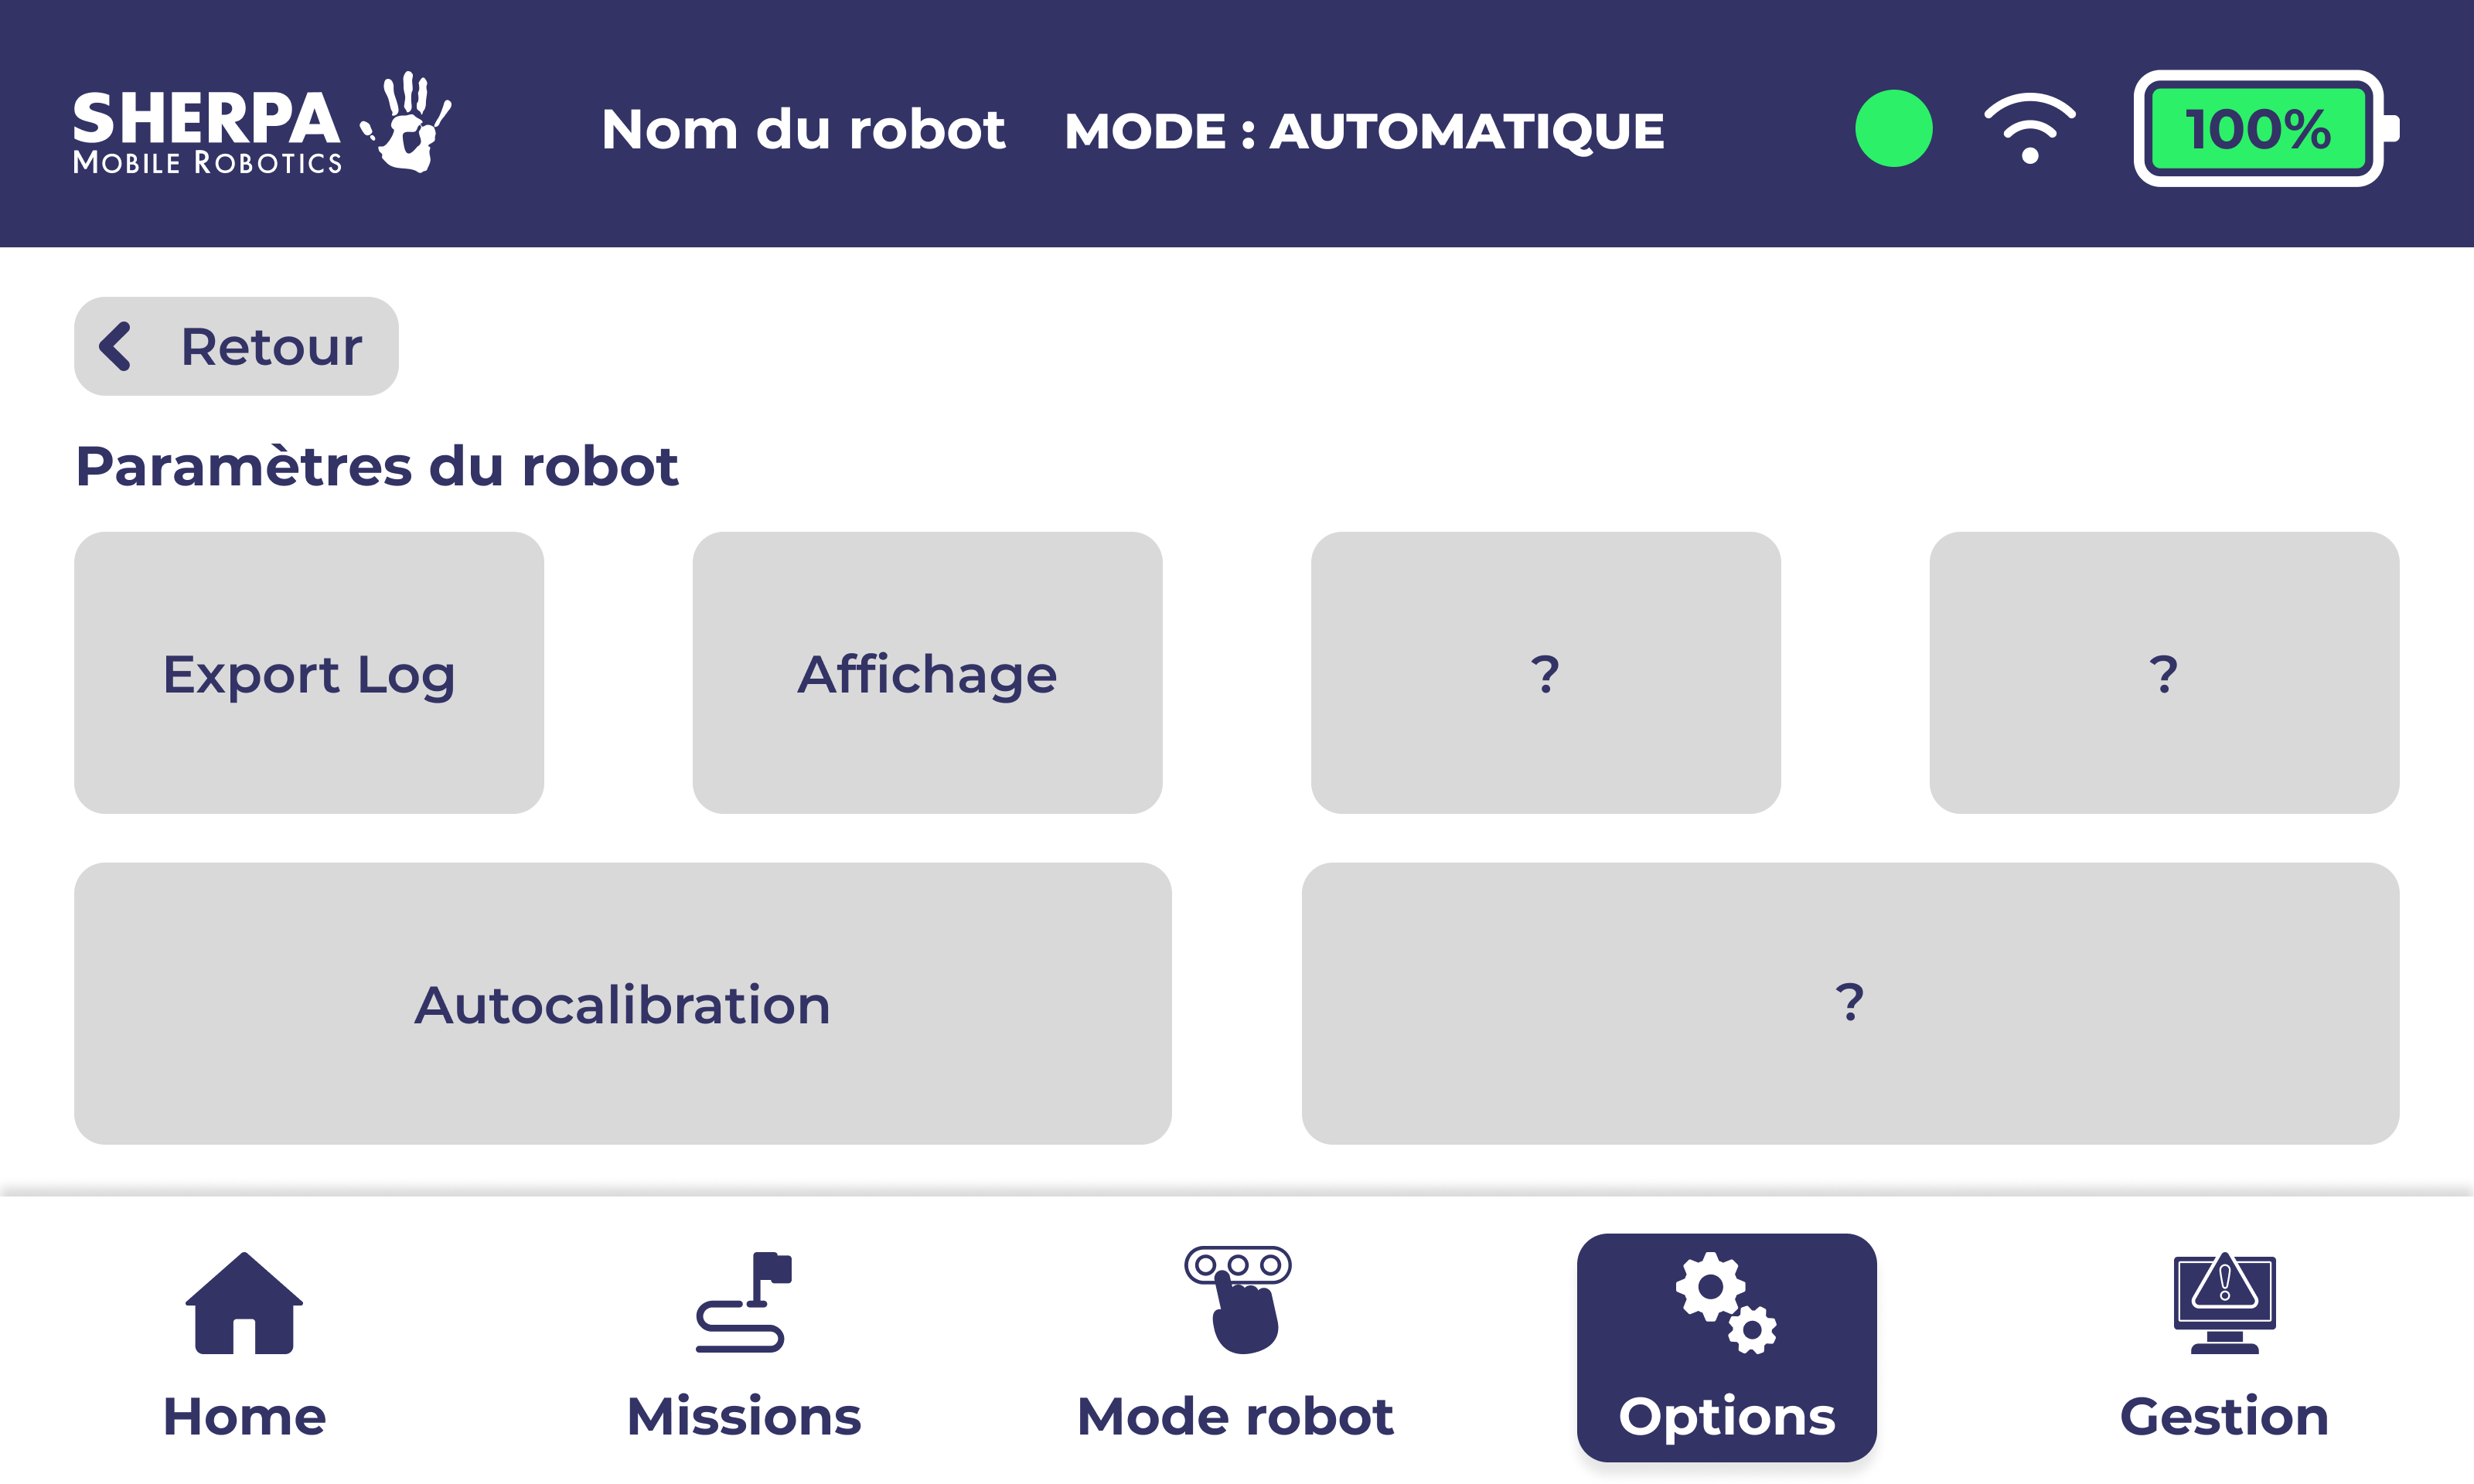 SHERPA
MOBILE ROBOTICS
Nom du robot
MODE : AUTOMATIQUE
100%
Retour
Paramètres du robot
Export Log
Affichage
?
?
Autocalibration
?
Home
Missions
Mode robot
Options
Gestion